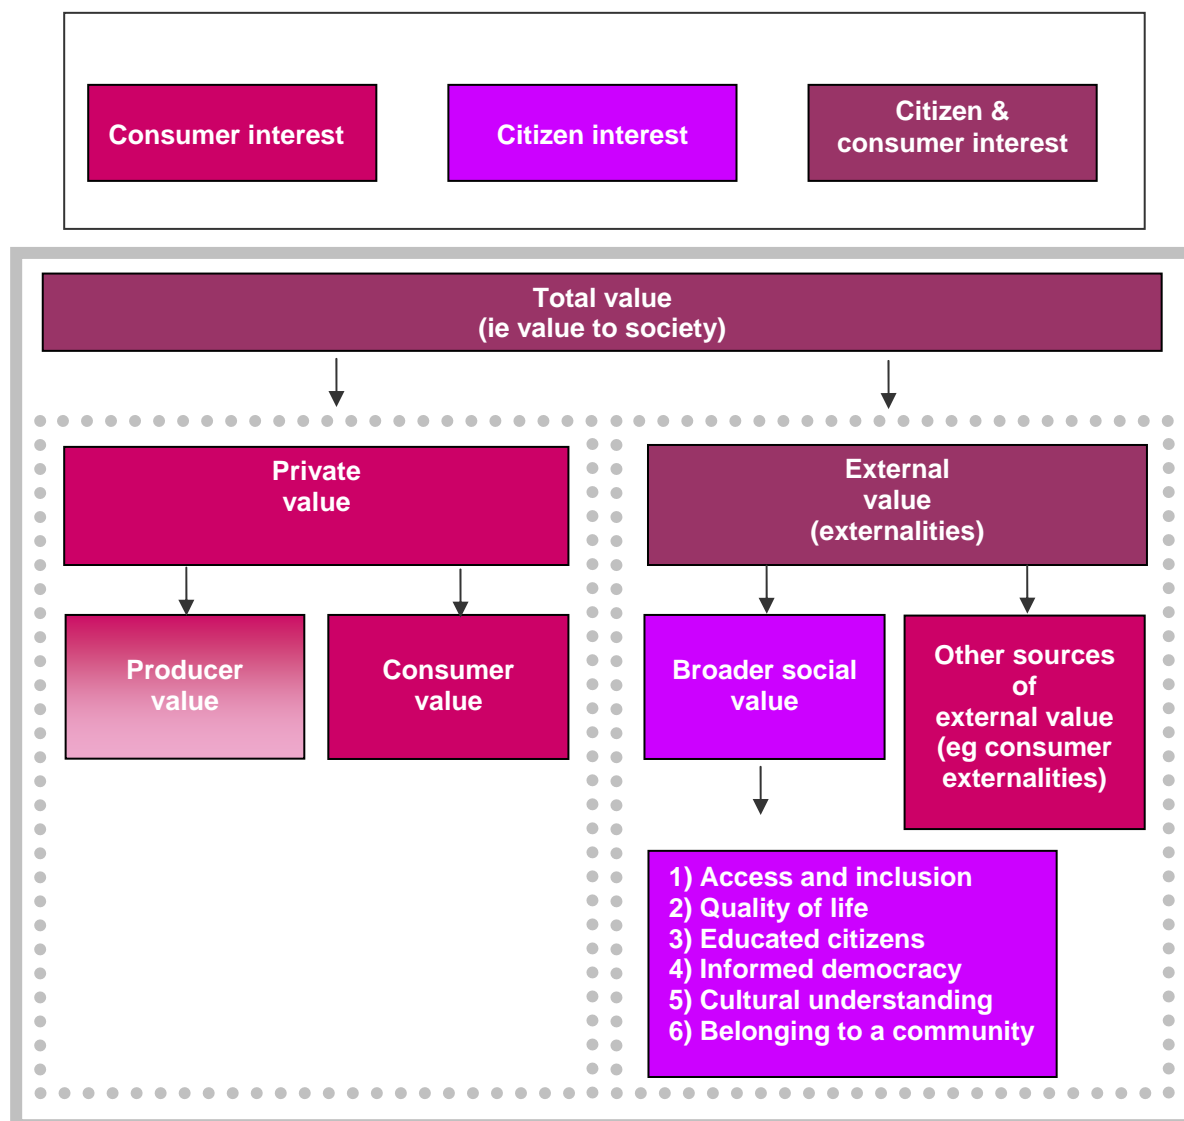 Consumer interest
Citizen interest
Citizen &
consumer interest
Total value
(ie value to society)
Private
value
External
value
(externalities)
Producer
value
Consumer
value
Broader social
value
Other sources
of
external value
(eg consumer
externalities)
1) Access and inclusion
2) Quality of life
3) Educated citizens
4) Informed democracy
5) Cultural understanding
6) Belonging to a community